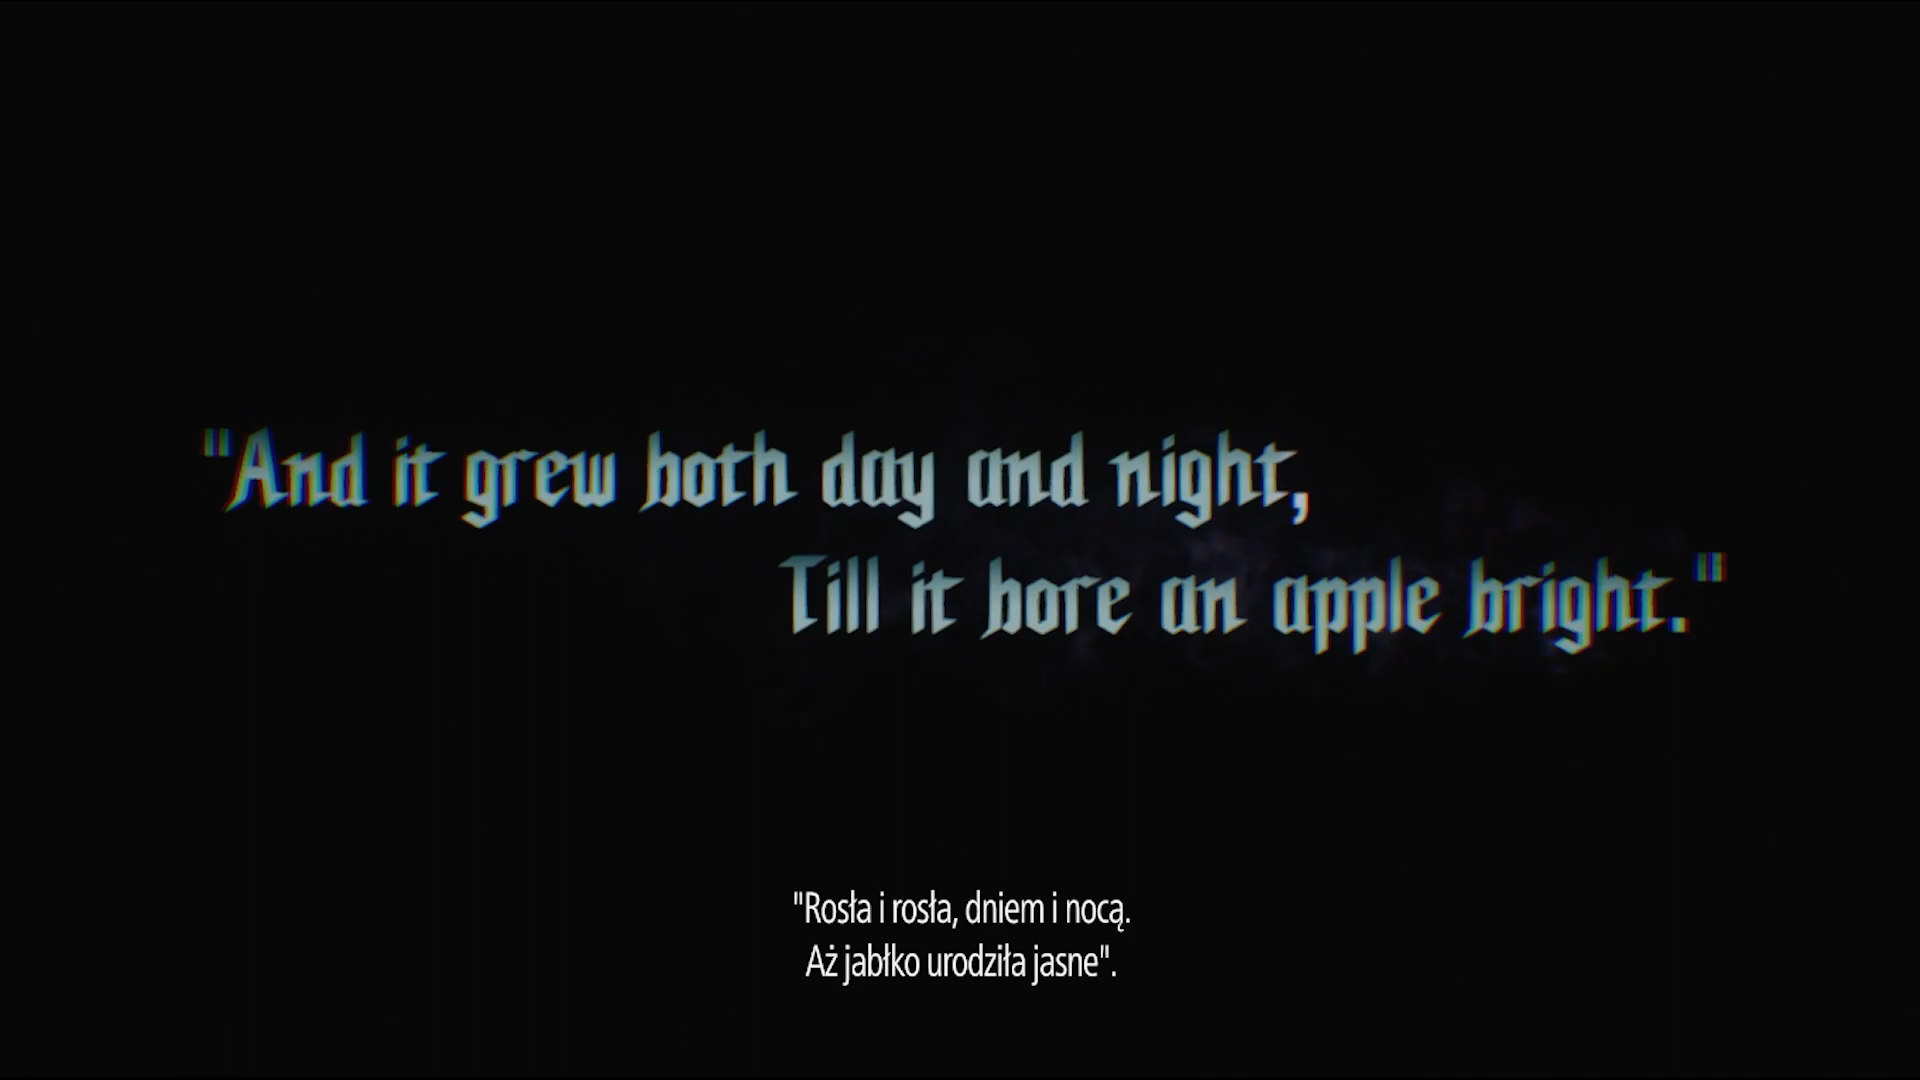 "And it grew both day and night,
Till it bore an apple bright."
"Rosła i rosła, dniem i nocą.
Aż jabłko urodziła jasne".